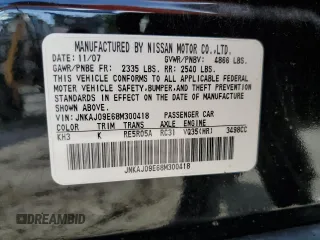 MANUFACTURED BY NISSAN MOTOR CO.,LTD.
DATE: 11/07 GVWR/PNBV: 4866 LBS.
GAWR/PNBE FR: 2335 LBS. RR: 2540 LBS.
THIS VEHICLE CONFORMS TO ALL APPLICABLE FEDERAL
MOTOR VEHICLE SAFETY,BUMPER,AND THEFT PREVENTION
STANDARDS IN EFFECT ON THE DATE OF MANUFACTURE
SHOWN ABOVE.
VIN: JNKAJ09E68M300418 PASSENGER CAR
COLOR TRIM TRANS AXLE ENGINE
KH3 K RE5R05A RC31 VQ35(HR) 3498CC
JNKAJ09E68M300418
DREAMBID